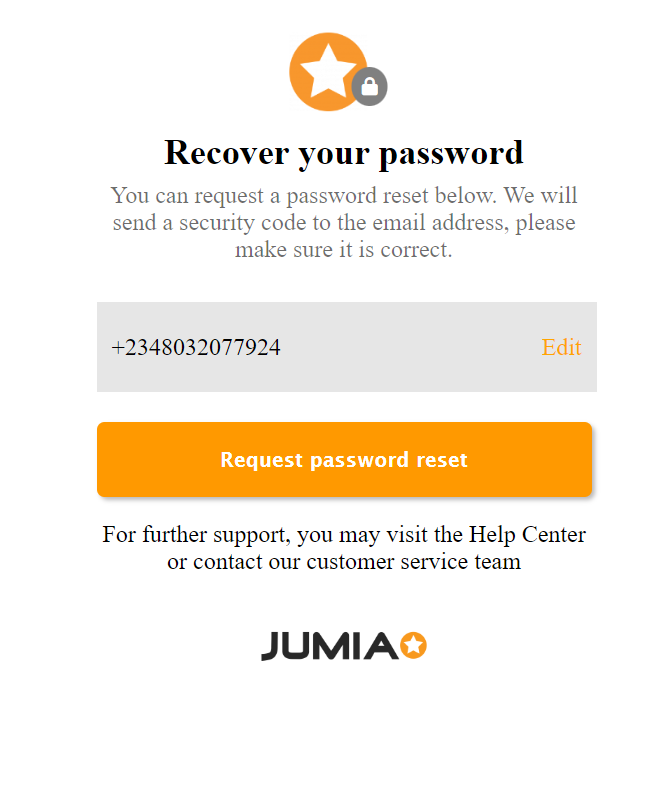 Recover your password
You can request a password reset below. We will
send a security code to the email address, please
make sure it is correct.
+2348032077924
Edit
Request password reset
For further support, you may visit the Help Center
or contact our customer service team
JUMIA